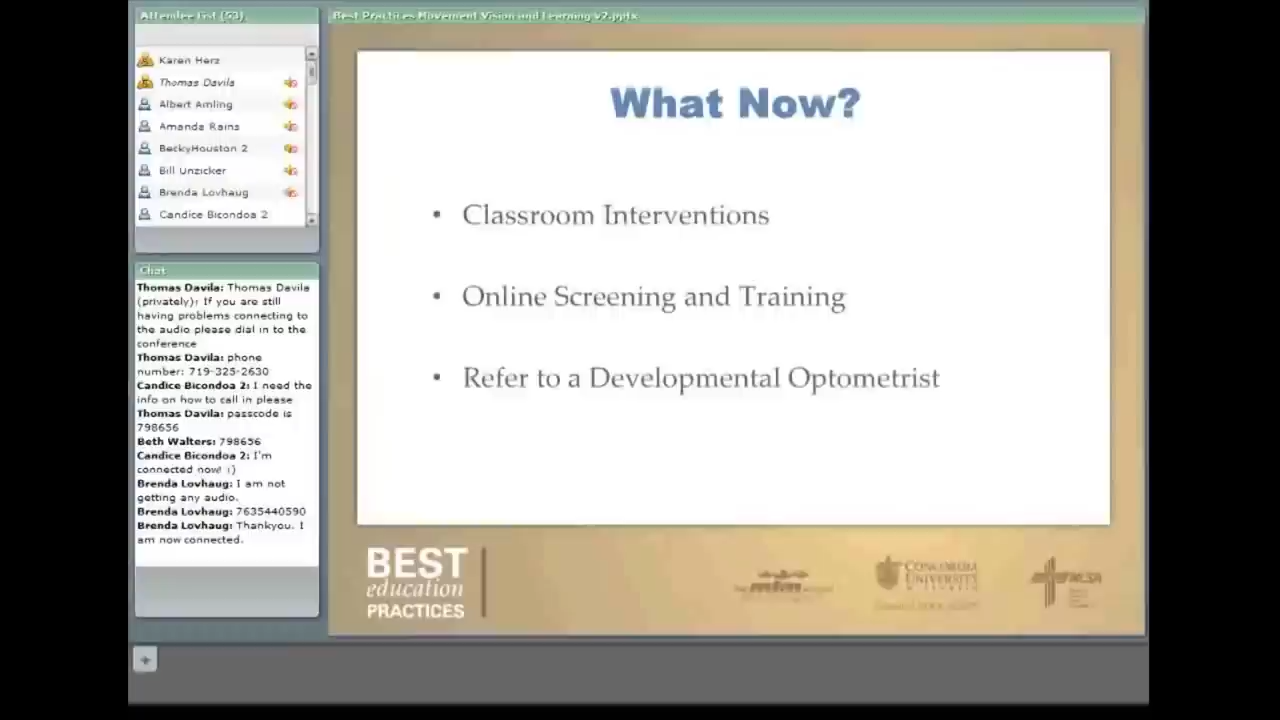 Attendee List (53)
Karen Herz
Thomas Davila
Albert Amling
Amanda Rains
BeckyHouston 2
Bill Unzicker
Brenda Lovhaug
Candice Bicondoa 2
Chat
Thomas Davila: Thomas Davila
(privately): If you are still
having problems connecting to
the audio please dial in to the
conference
Thomas Davila: phone
number: 719-325-2630
Candice Bicondoa 2: I need the
info on how to call in please
Thomas Davila: passcode is
798656
Beth Walters: 798656
Candice Bicondoa 2: I'm
connected now! :)
Brenda Lovhaug: I am not
getting any audio.
Brenda Lovhaug: 7635440590
Brenda Lovhaug: Thankyou. I
am now connected.
Best Practices Movement Vision and Learning v2.pptx
What Now?
• Classroom Interventions
• Online Screening and Training
• Refer to a Developmental Optometrist
BEST
education
PRACTICES
CONCORDIA
UNIVERSITY